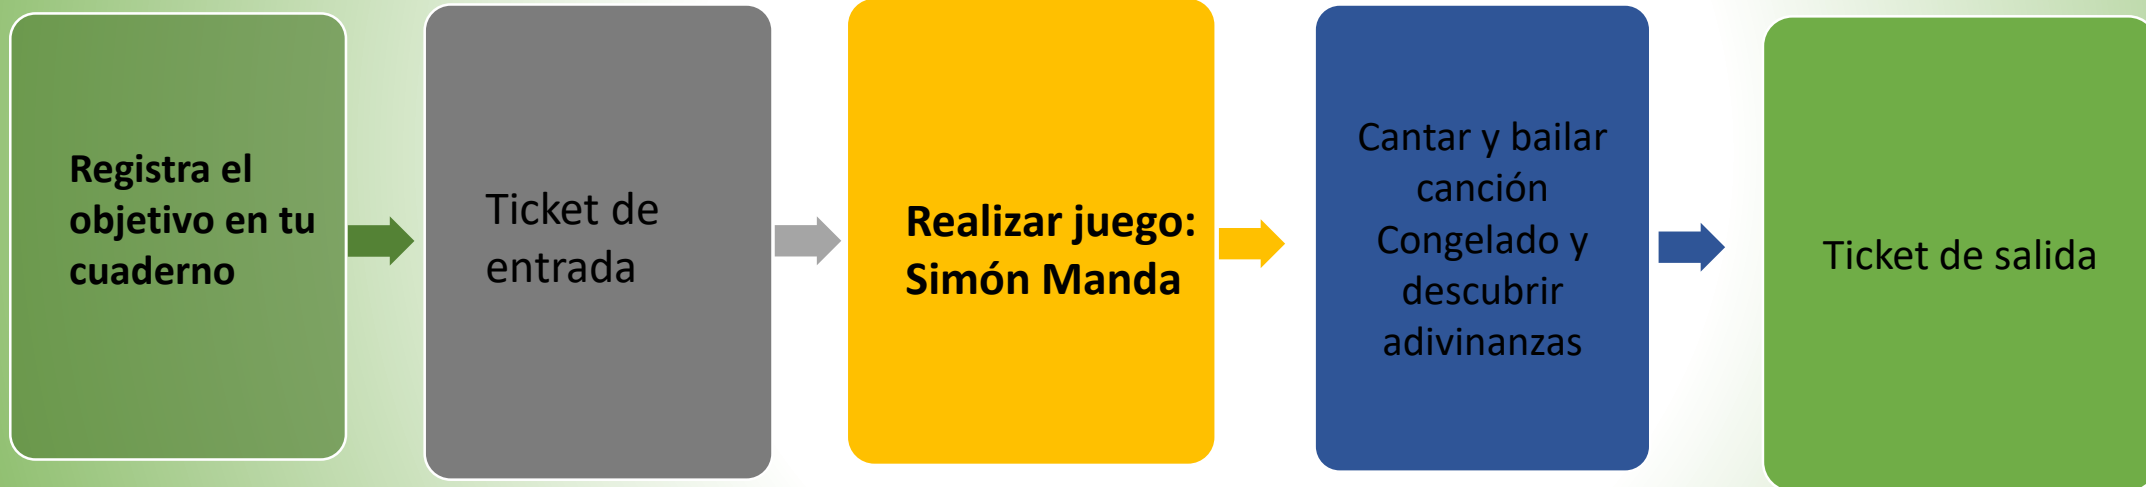 Registra el
objetivo en tu
cuaderno
Ticket de
entrada
Realizar juego:
Simón Manda
Cantar y bailar
canción
Congelado y
descubrir
adivinanzas
Ticket de salida